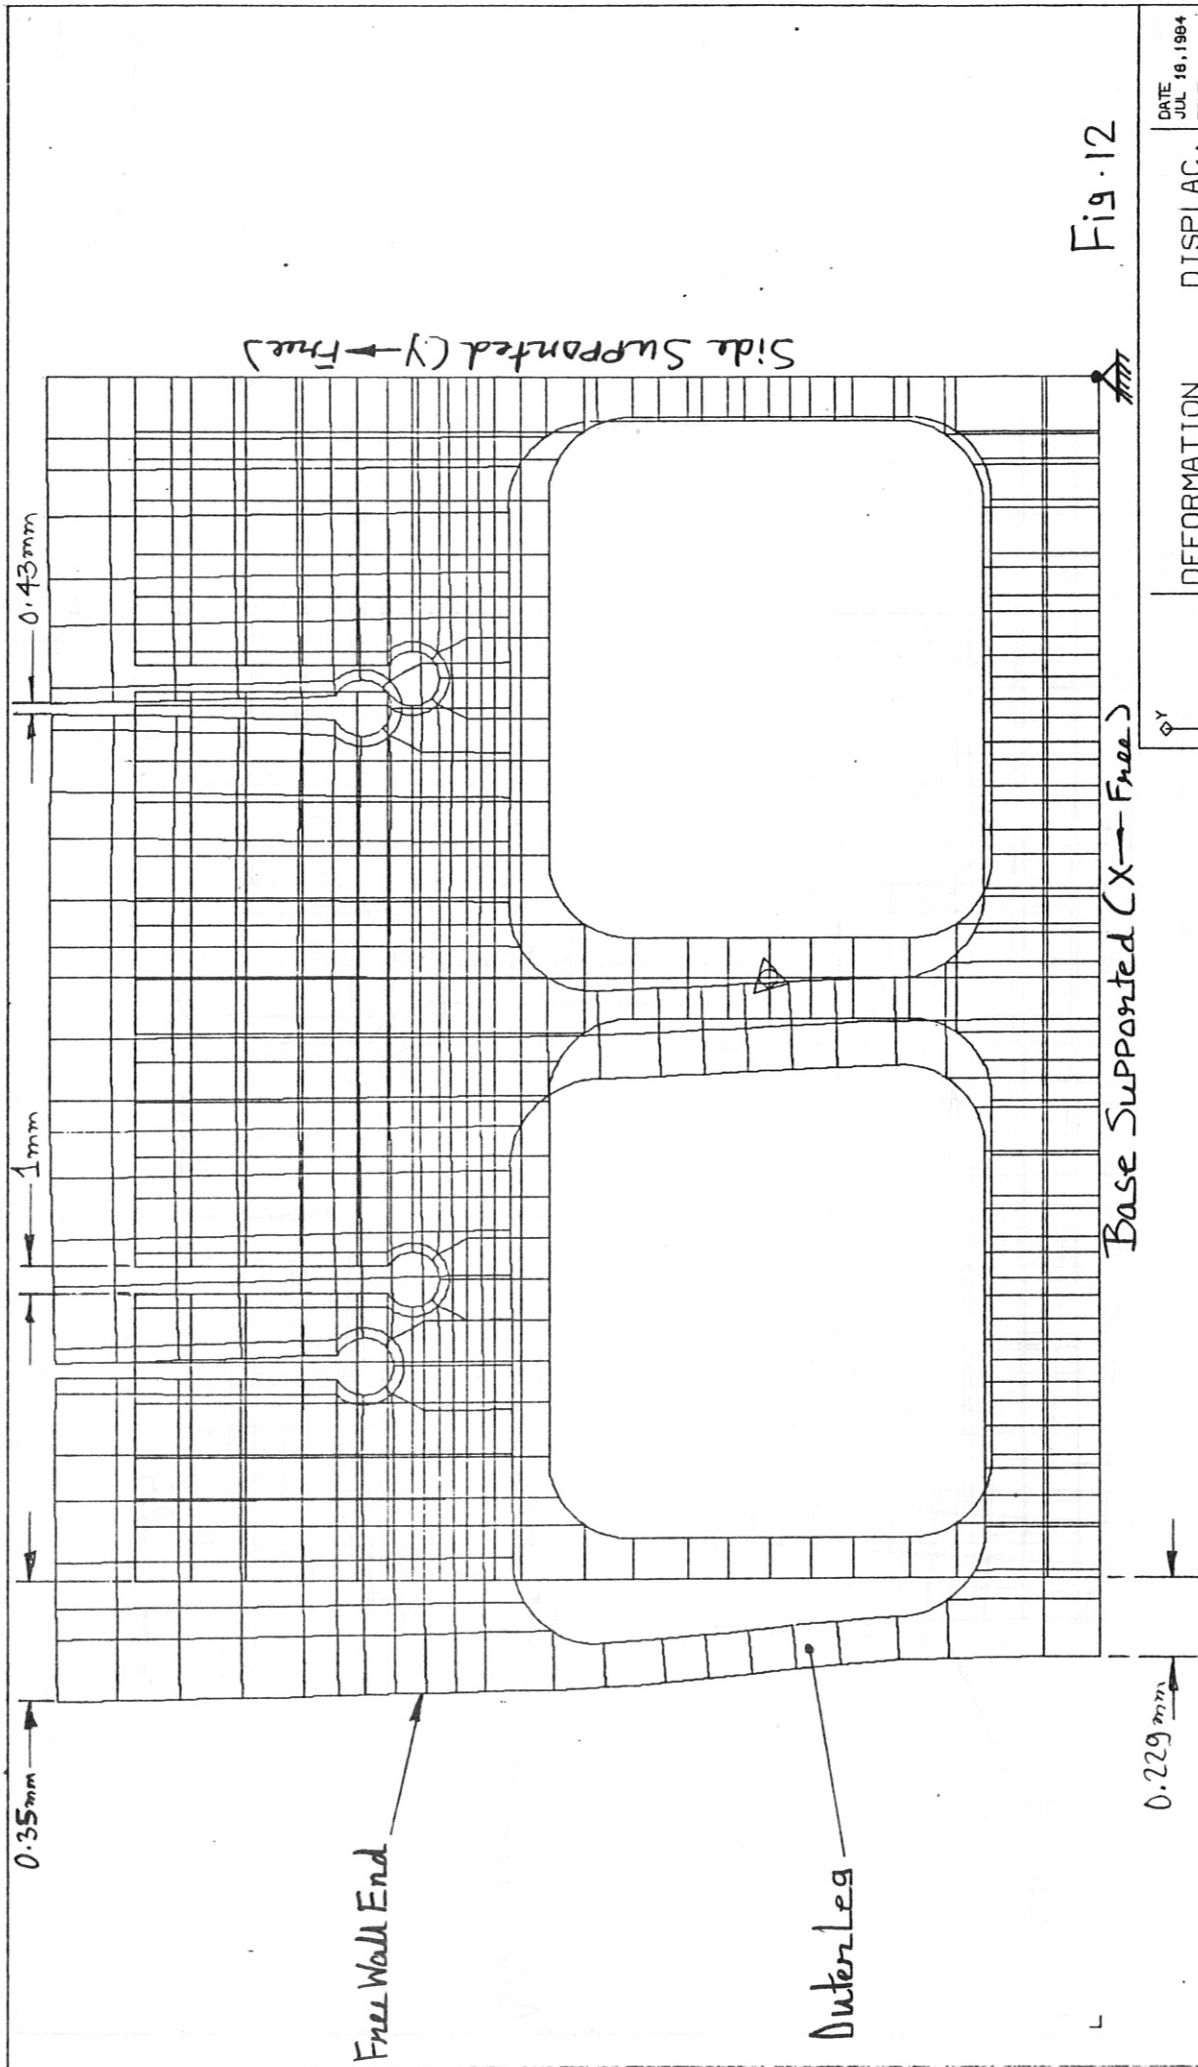 0.43mm
1mm
0.35mm
Side Supported (Y → Free)
Free Wall End
Outer Leg
Base Supported (X → Free)
0.229mm
Fig. 12
Y
DEFORMATION
DISPLAC.
DATE
JUL 18,1984
L